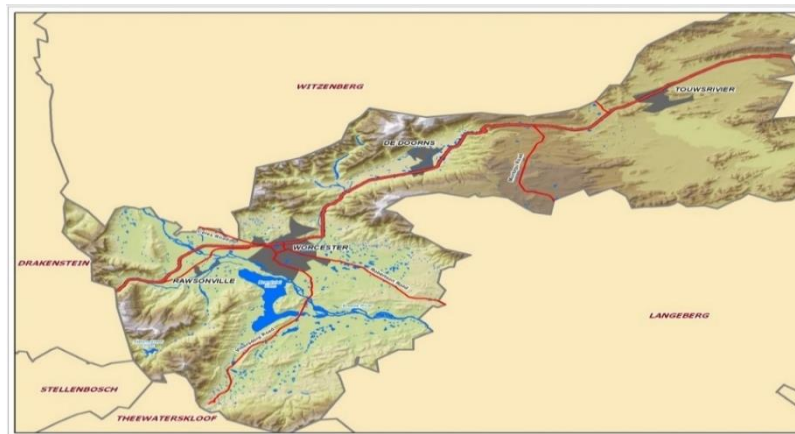 WITZENBERG
TOUWSRIVIER
DE DOORNS
WORCESTER
DRAKENSTEIN
RAWSONVILLE
LANGEBERG
STELLENBOSCH
THEEWATERSKLOOF